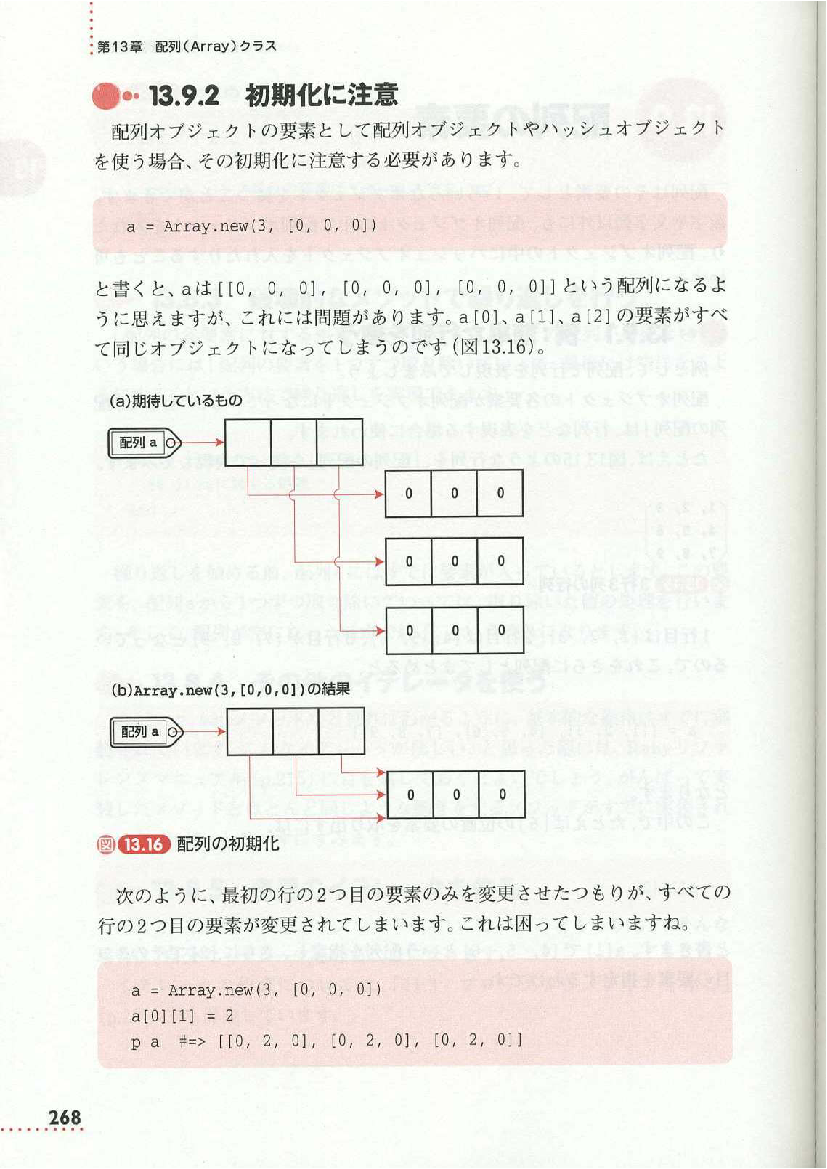 第13章 配列(Array)クラス
13.9.2 初期化に注意
配列オブジェクトの要素として配列オブジェクトやハッシュオブジェクト
を使う場合、その初期化に注意する必要があります。
a = Array.new(3, [0, 0, 0])
と書くと、aは[[0, 0, 0], [0, 0, 0], [0, 0, 0]]という配列になるよ
うに思えますが、これには問題があります。a[0]、a[1]、a[2]の要素がすべ
て同じオブジェクトになってしまうのです(図13.16)。
(a)期待しているもの
配列 a
0 0 0
0 0 0
0 0 0
(b)Array.new(3,[0,0,0])の結果
配列 a
0 0 0
図 13.16 配列の初期化
次のように、最初の行の2つ目の要素のみを変更させたつもりが、すべての
行の2つ目の要素が変更されてしまいます。これは困ってしまいますね。
a = Array.new(3, [0, 0, 0])
a[0][1] = 2
p a #=> [[0, 2, 0], [0, 2, 0], [0, 2, 0]]
268